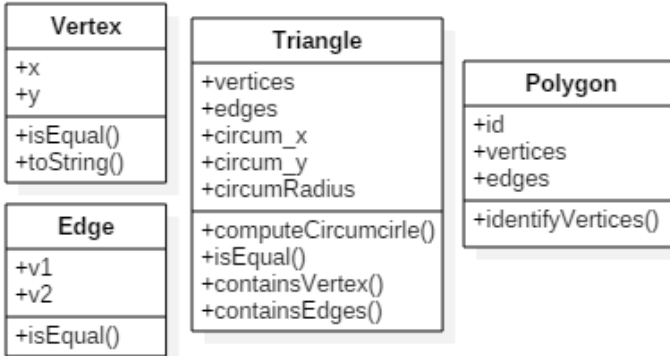 Vertex
+x
+y
+isEqual()
+toString()
Edge
+v1
+v2
+isEqual()
Triangle
+vertices
+edges
+circum_x
+circum_y
+circumRadius
+computeCircumcirle()
+isEqual()
+containsVertex()
+containsEdges()
Polygon
+id
+vertices
+edges
+identifyVertices()